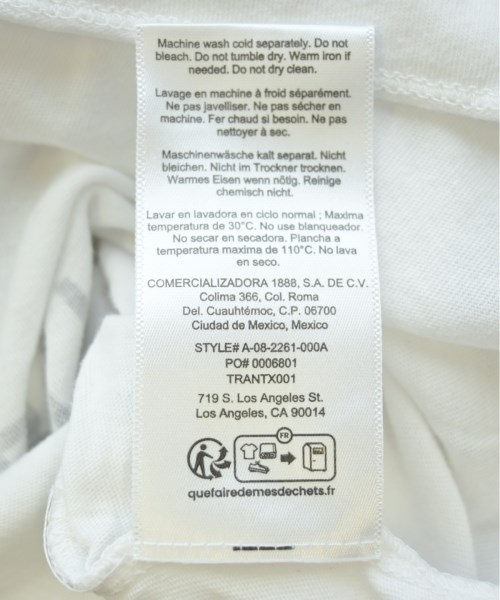 Machine wash cold separately. Do not
bleach. Do not tumble dry. Warm iron if
needed. Do not dry clean.
Lavage en machine à froid séparément.
Ne pas javelliser. Ne pas sécher en
machine. Fer chaud si besoin. Ne pas
nettoyer à sec.
Maschinenwäsche kalt separat. Nicht
bleichen. Nicht im Trockner trocknen.
Warmes Eisen wenn nötig. Reinige
chemisch nicht.
Lavar en lavadora en ciclo normal ; Maxima
temperatura de 30°C. No use blanqueador.
No secar en secadora. Plancha a
temperatura maxima de 110°C. No lava
en seco.
COMERCIALIZADORA 1888, S.A. DE C.V.
Colima 366, Col. Roma
Del. Cuauhtémoc, C.P. 06700
Ciudad de Mexico, Mexico
STYLE# A-08-2261-000A
PO# 0006801
TRANTX001
719 S. Los Angeles St.
Los Angeles, CA 90014
FR
quefairedemesdechets.fr